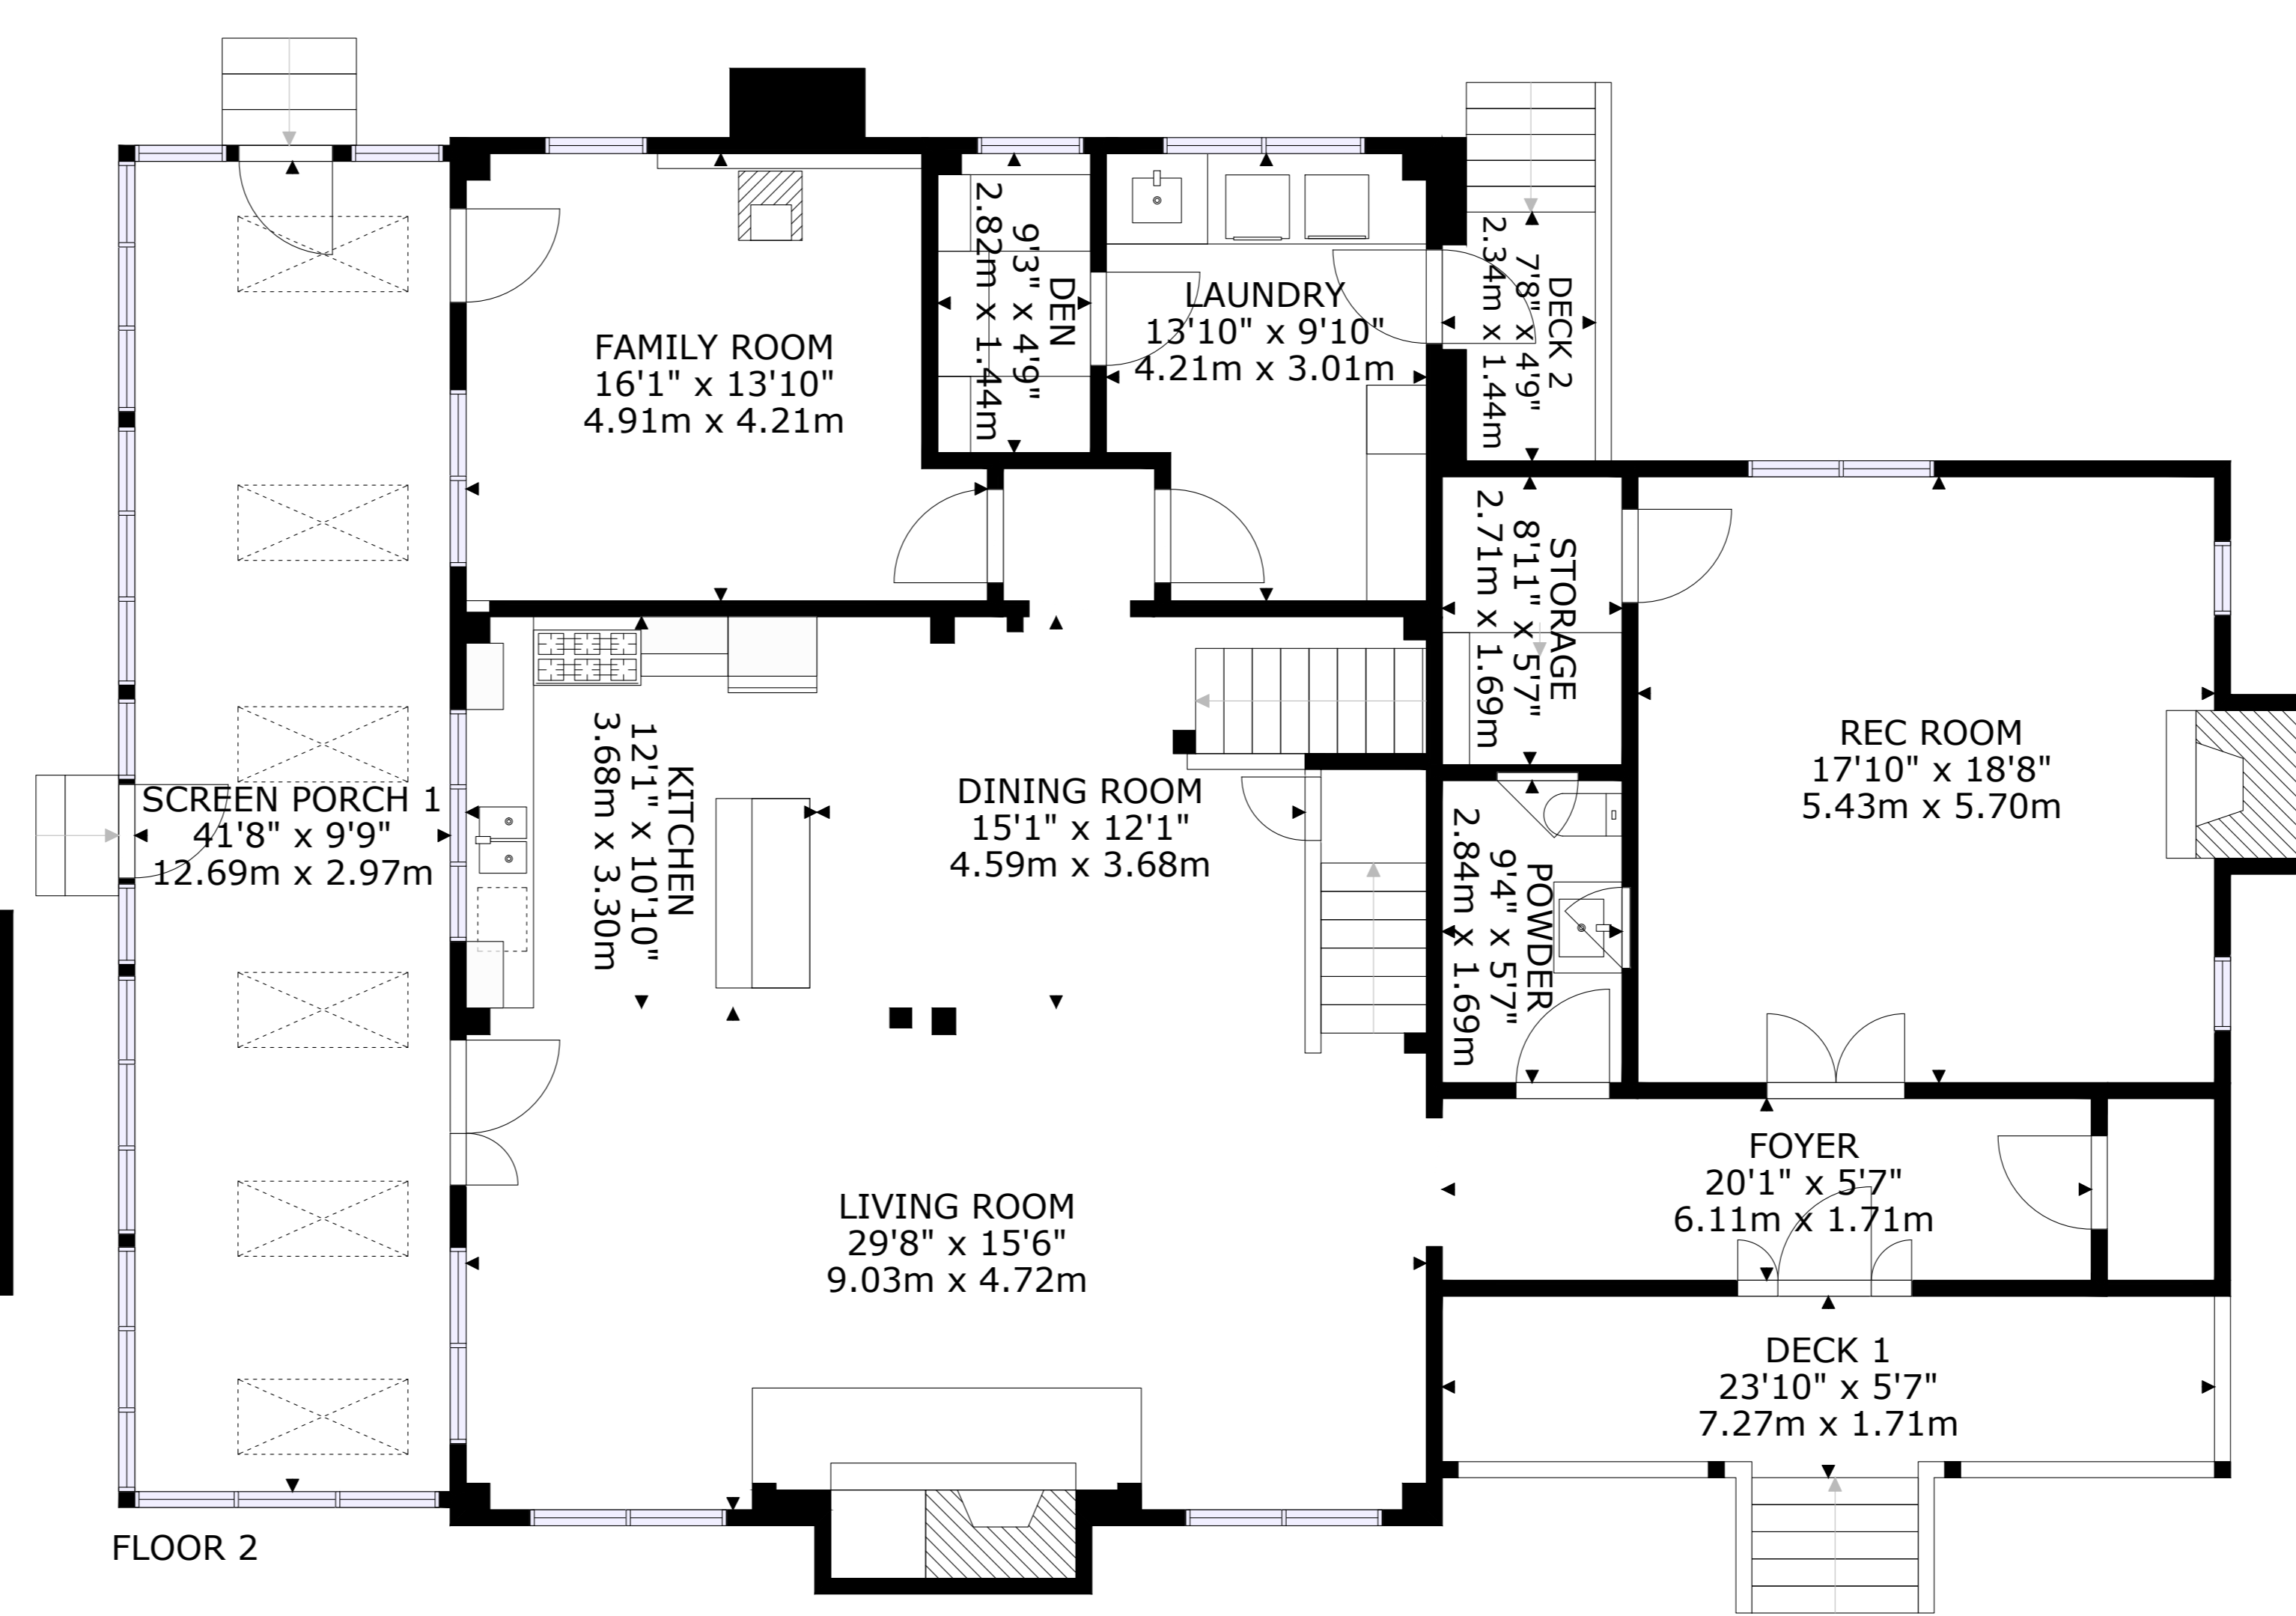 FAMILY ROOM
16'1" x 13'10"
4.91m x 4.21m
DEN
9'3" x 4'9"
2.82m x 1.44m
LAUNDRY
13'10" x 9'10"
4.21m x 3.01m
DECK 2
7'8" x 4'9"
2.34m x 1.44m
STORAGE
8'11" x 5'7"
2.71m x 1.69m
REC ROOM
17'10" x 18'8"
5.43m x 5.70m
SCREEN PORCH 1
41'8" x 9'9"
12.69m x 2.97m
KITCHEN
12'1" x 10'10"
3.68m x 3.30m
DINING ROOM
15'1" x 12'1"
4.59m x 3.68m
POWDER
9'4" x 5'7"
2.84m x 1.69m
FOYER
20'1" x 5'7"
6.11m x 1.71m
LIVING ROOM
29'8" x 15'6"
9.03m x 4.72m
DECK 1
23'10" x 5'7"
7.27m x 1.71m
FLOOR 2